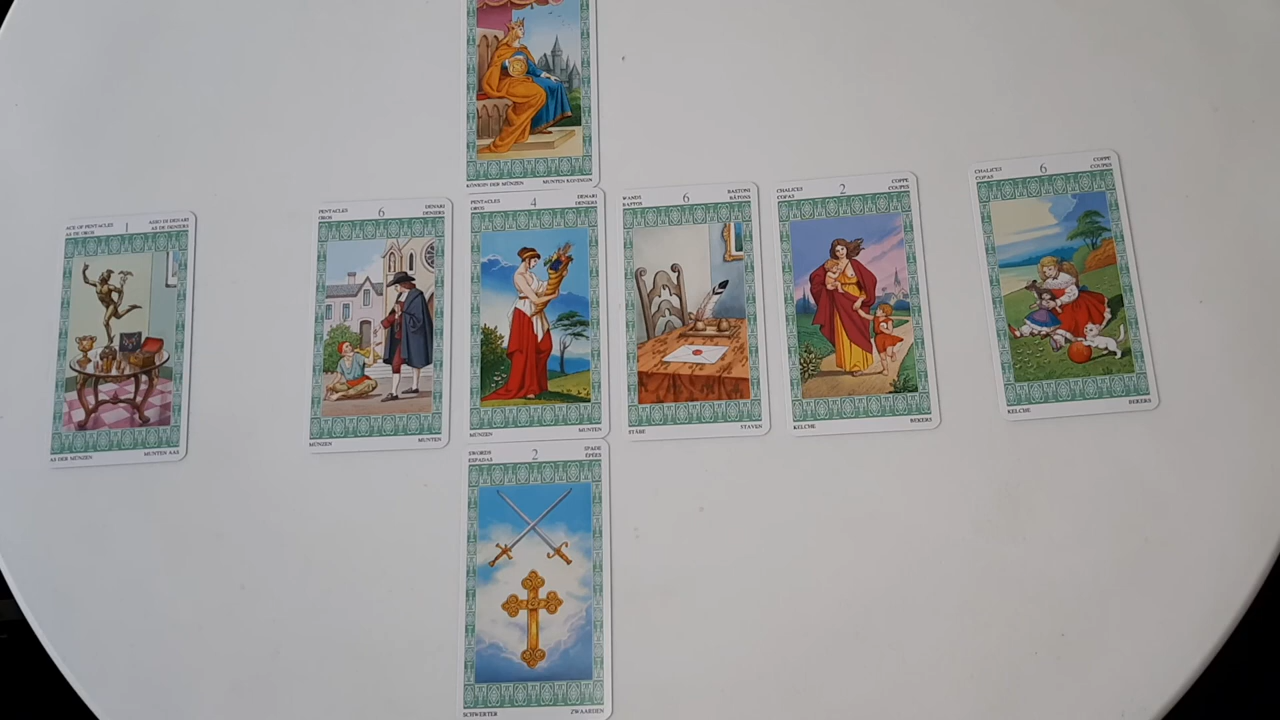 KÖNIGIN DER MÜNZEN MUNTEN KONINGIN
ACE OF PENTACLES 1 ASSO DI DENARI
AS DE OROS AS DE DENIERS
AS DER MÜNZEN MUNTEN AAS
PENTACLES 6 DENARI
OROS DENIERS
MÜNZEN MUNTEN
PENTACLES 4 DENARI
OROS DENIERS
MÜNZEN MUNTEN
WANDS 6 BASTONI
BASTOS BÂTONS
STÄBE STAVEN
CHALICES 2 COPPE
COPAS COUPES
KELCHE BEKERS
CHALICES 6 COPPE
COPAS COUPES
KELCHE BEKERS
SWORDS 2 SPADE
ESPADAS ÉPÉES
SCHWERTER ZWAARDEN